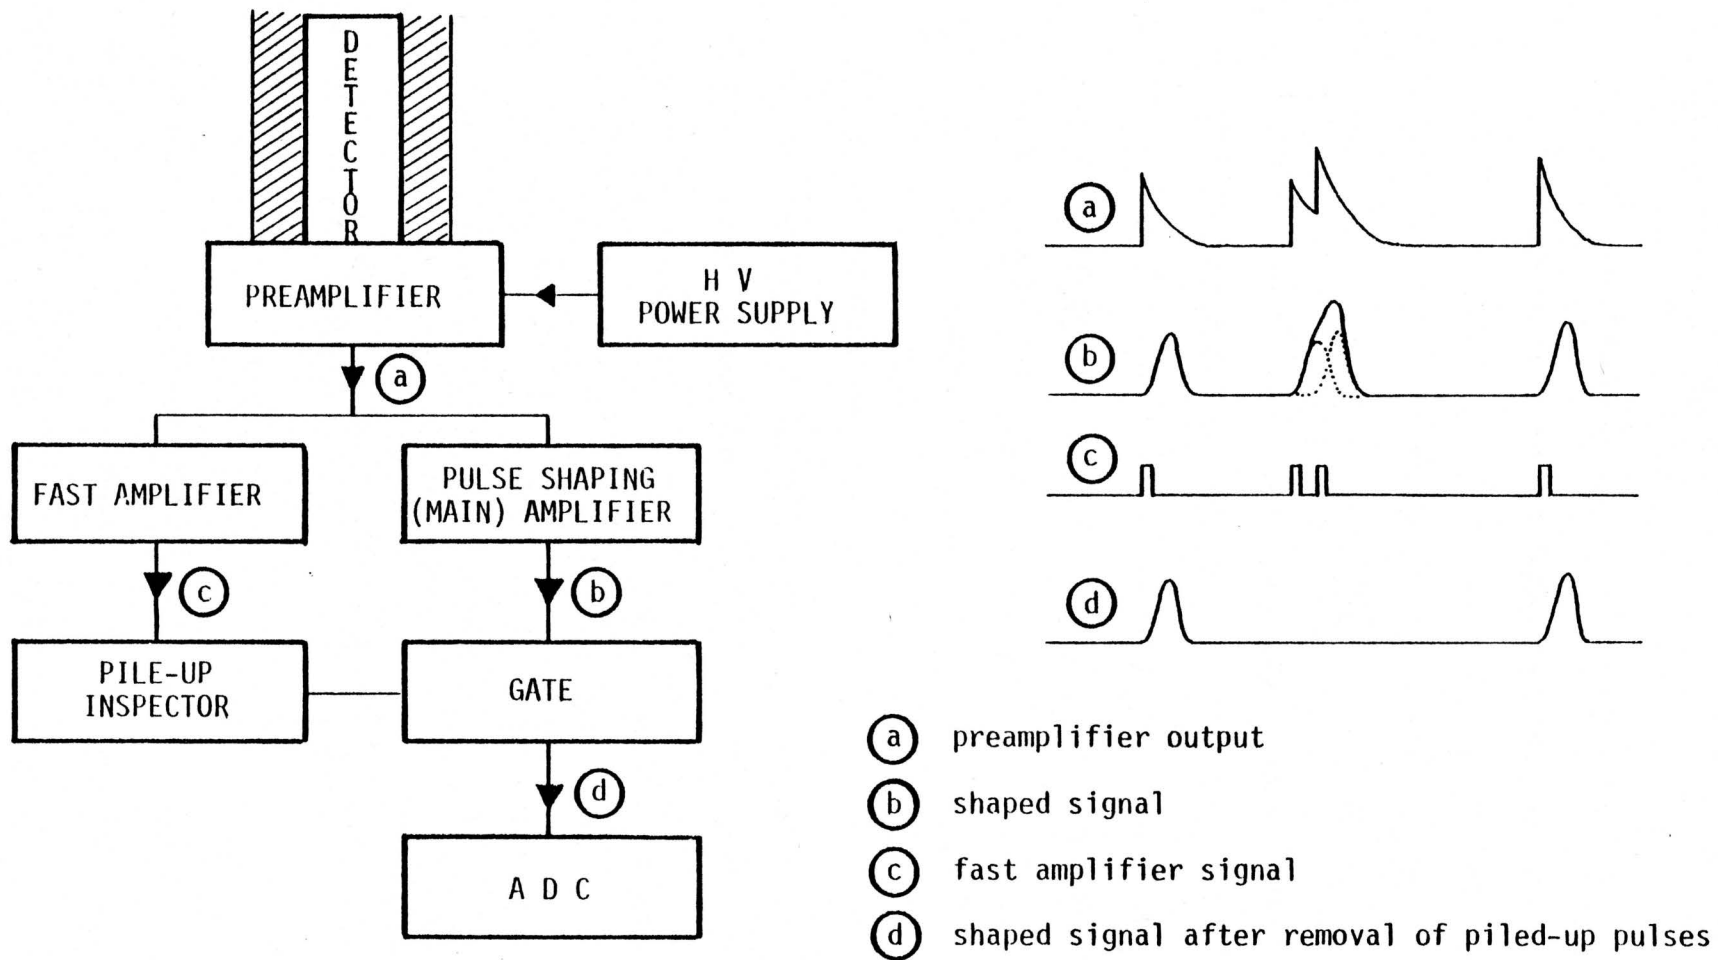 DETECTOR
PREAMPLIFIER
H V
POWER SUPPLY
a
FAST AMPLIFIER
PULSE SHAPING
(MAIN) AMPLIFIER
c
b
PILE-UP
INSPECTOR
GATE
d
A D C
a
b
c
d
a preamplifier output
b shaped signal
c fast amplifier signal
d shaped signal after removal of piled-up pulses